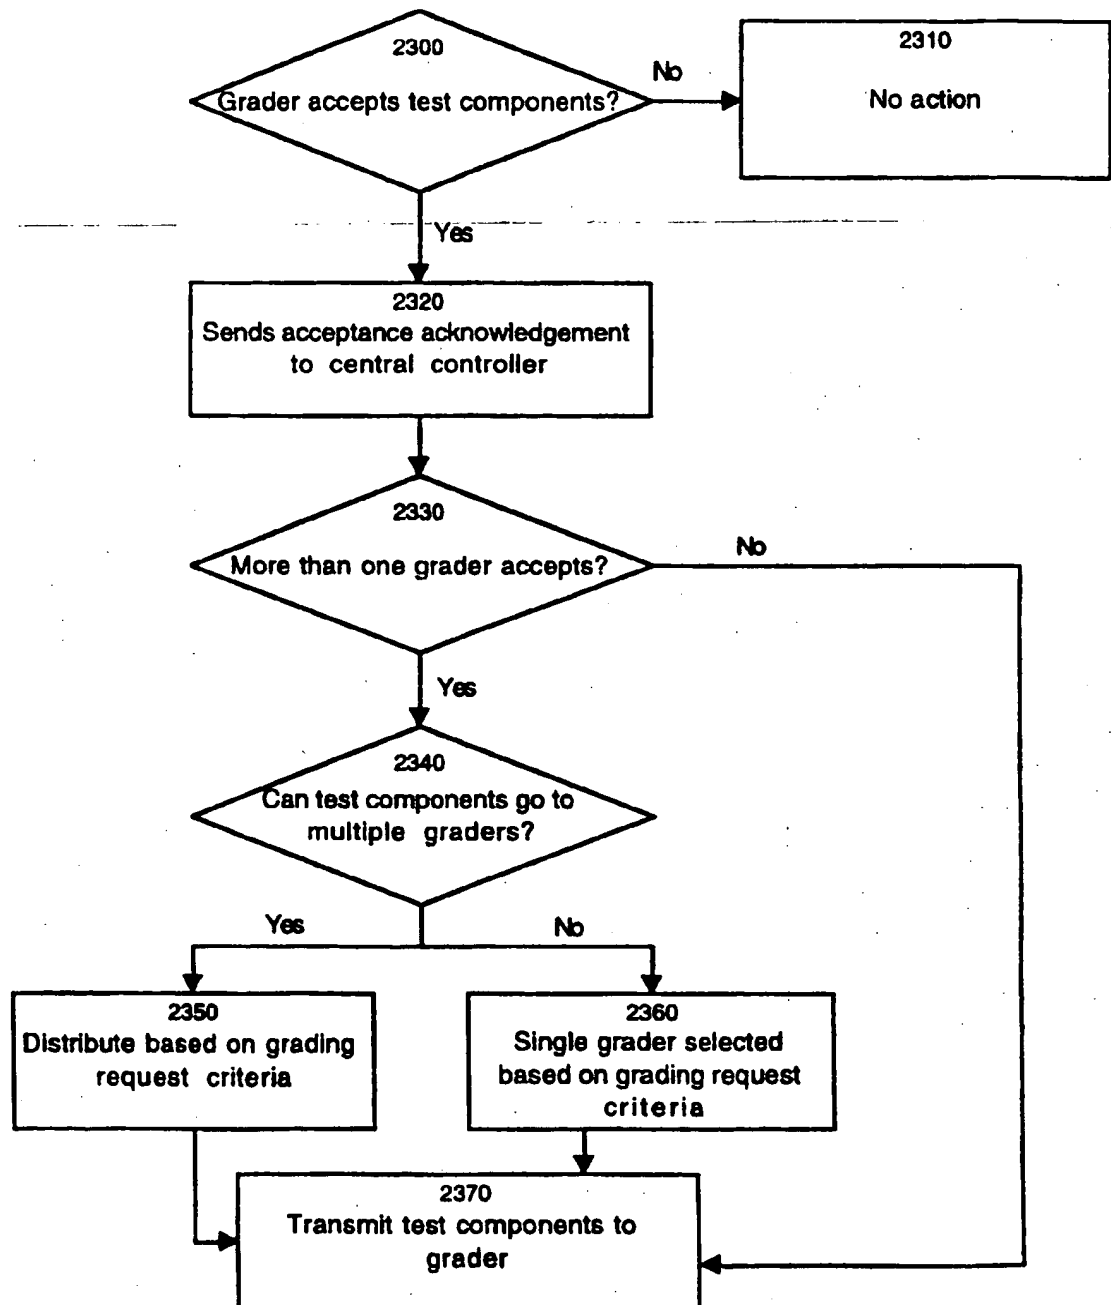 2300
Grader accepts test components?
No
2310
No action
Yes
2320
Sends acceptance acknowledgement
to central controller
2330
More than one grader accepts?
No
Yes
2340
Can test components go to
multiple graders?
Yes
No
2350
Distribute based on grading
request criteria
2360
Single grader selected
based on grading request
criteria
2370
Transmit test components to
grader